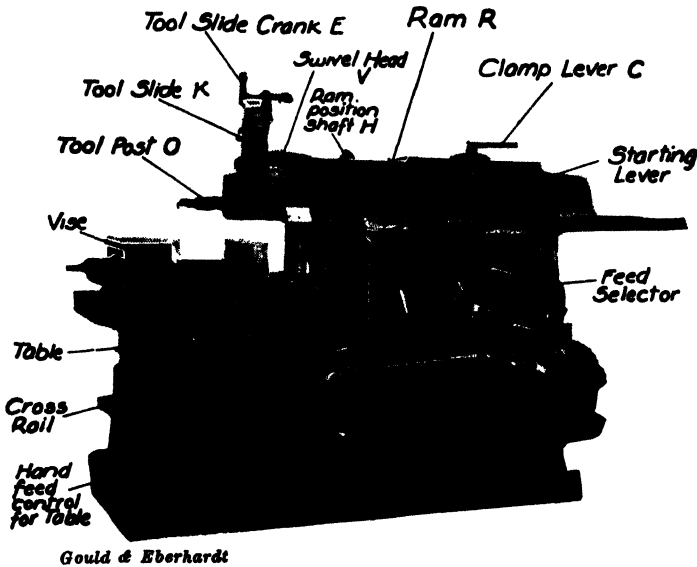 Tool Slide Crank E
Ram R
Swivel Head V
Clamp Lever C
Tool Slide K
Ram
position
shaft H
Tool Post O
Starting
Lever
Vise
Feed
Selector
Table
Cross
Rail
Hand
feed
control
for Table
Gould & Eberhardt